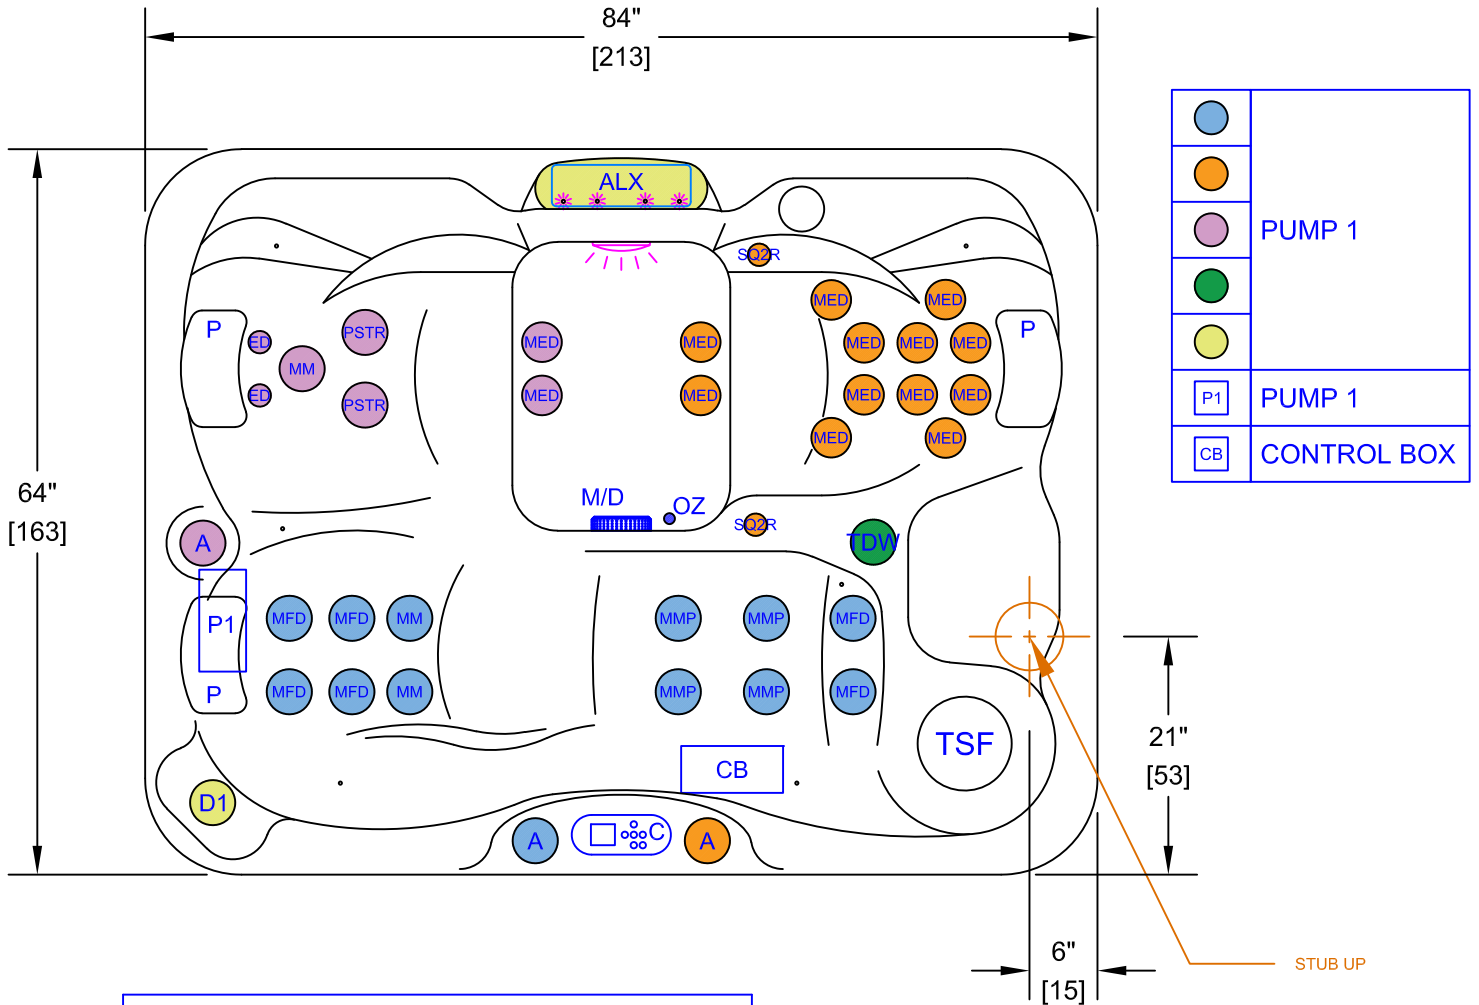 84"
[213]
ALX
PUMP 1
P1 PUMP 1
CB CONTROL BOX
SQ2R
MED MED
P ED PSTR MED MED MED MED MED P
MM
ED PSTR MED MED MED MED MED
MED MED
64"
[163]
M/D OZ
SQ2R
A TDW
P1 MFD MFD MM MMP MMP MFD
P MFD MFD MM MMP MMP MFD
TSF
21"
[53]
CB
D1
A C A
6"
[15]
STUB UP